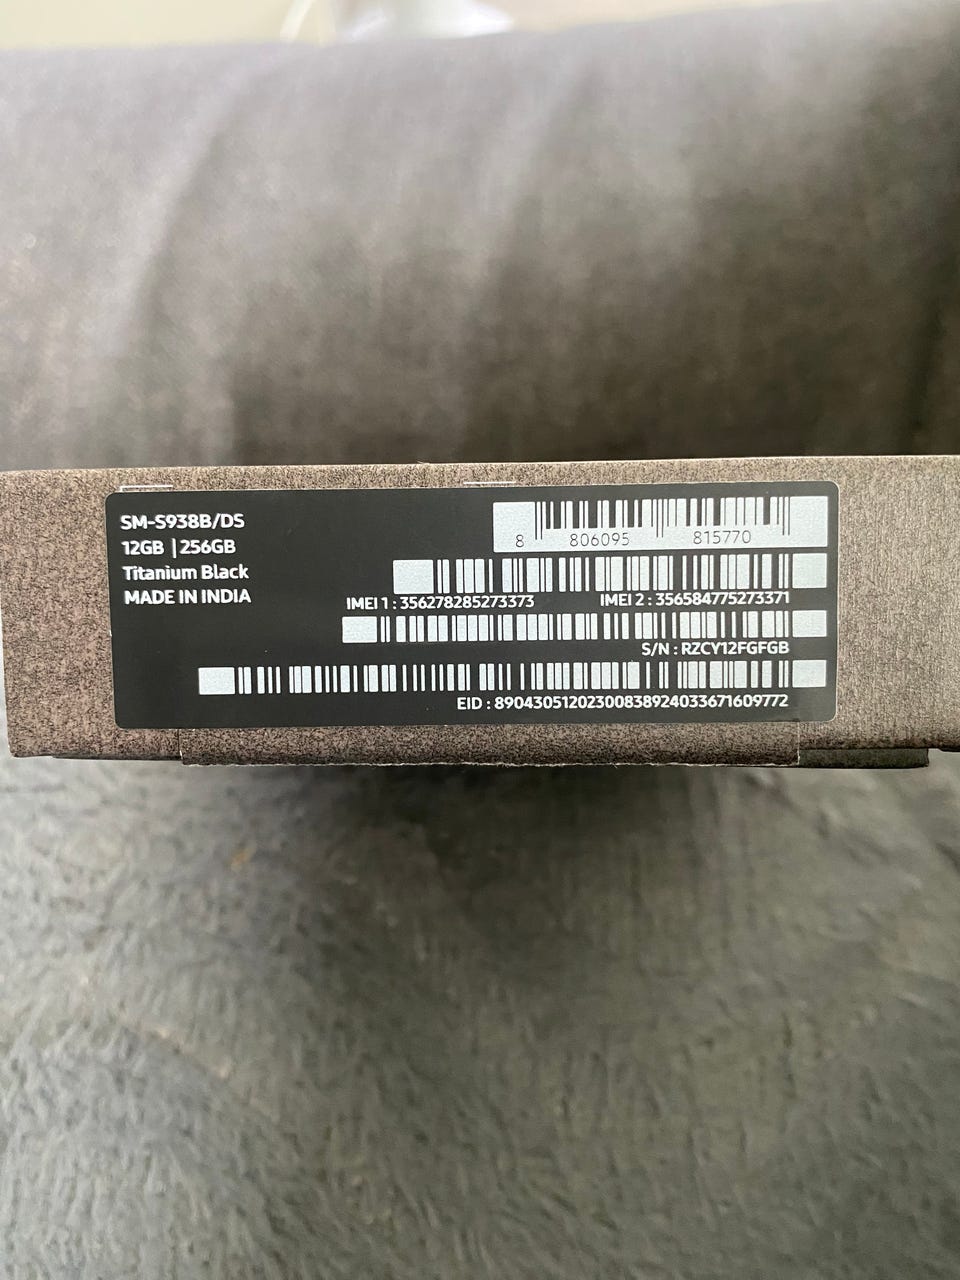 SM-S938B/DS
12GB | 256GB
Titanium Black
MADE IN INDIA
8 806095 815770
IMEI 1 : 356278285273373 IMEI 2 : 356584775273371
S/N : RZCY12FGFGB
EID : 89043051202300838924033671609772